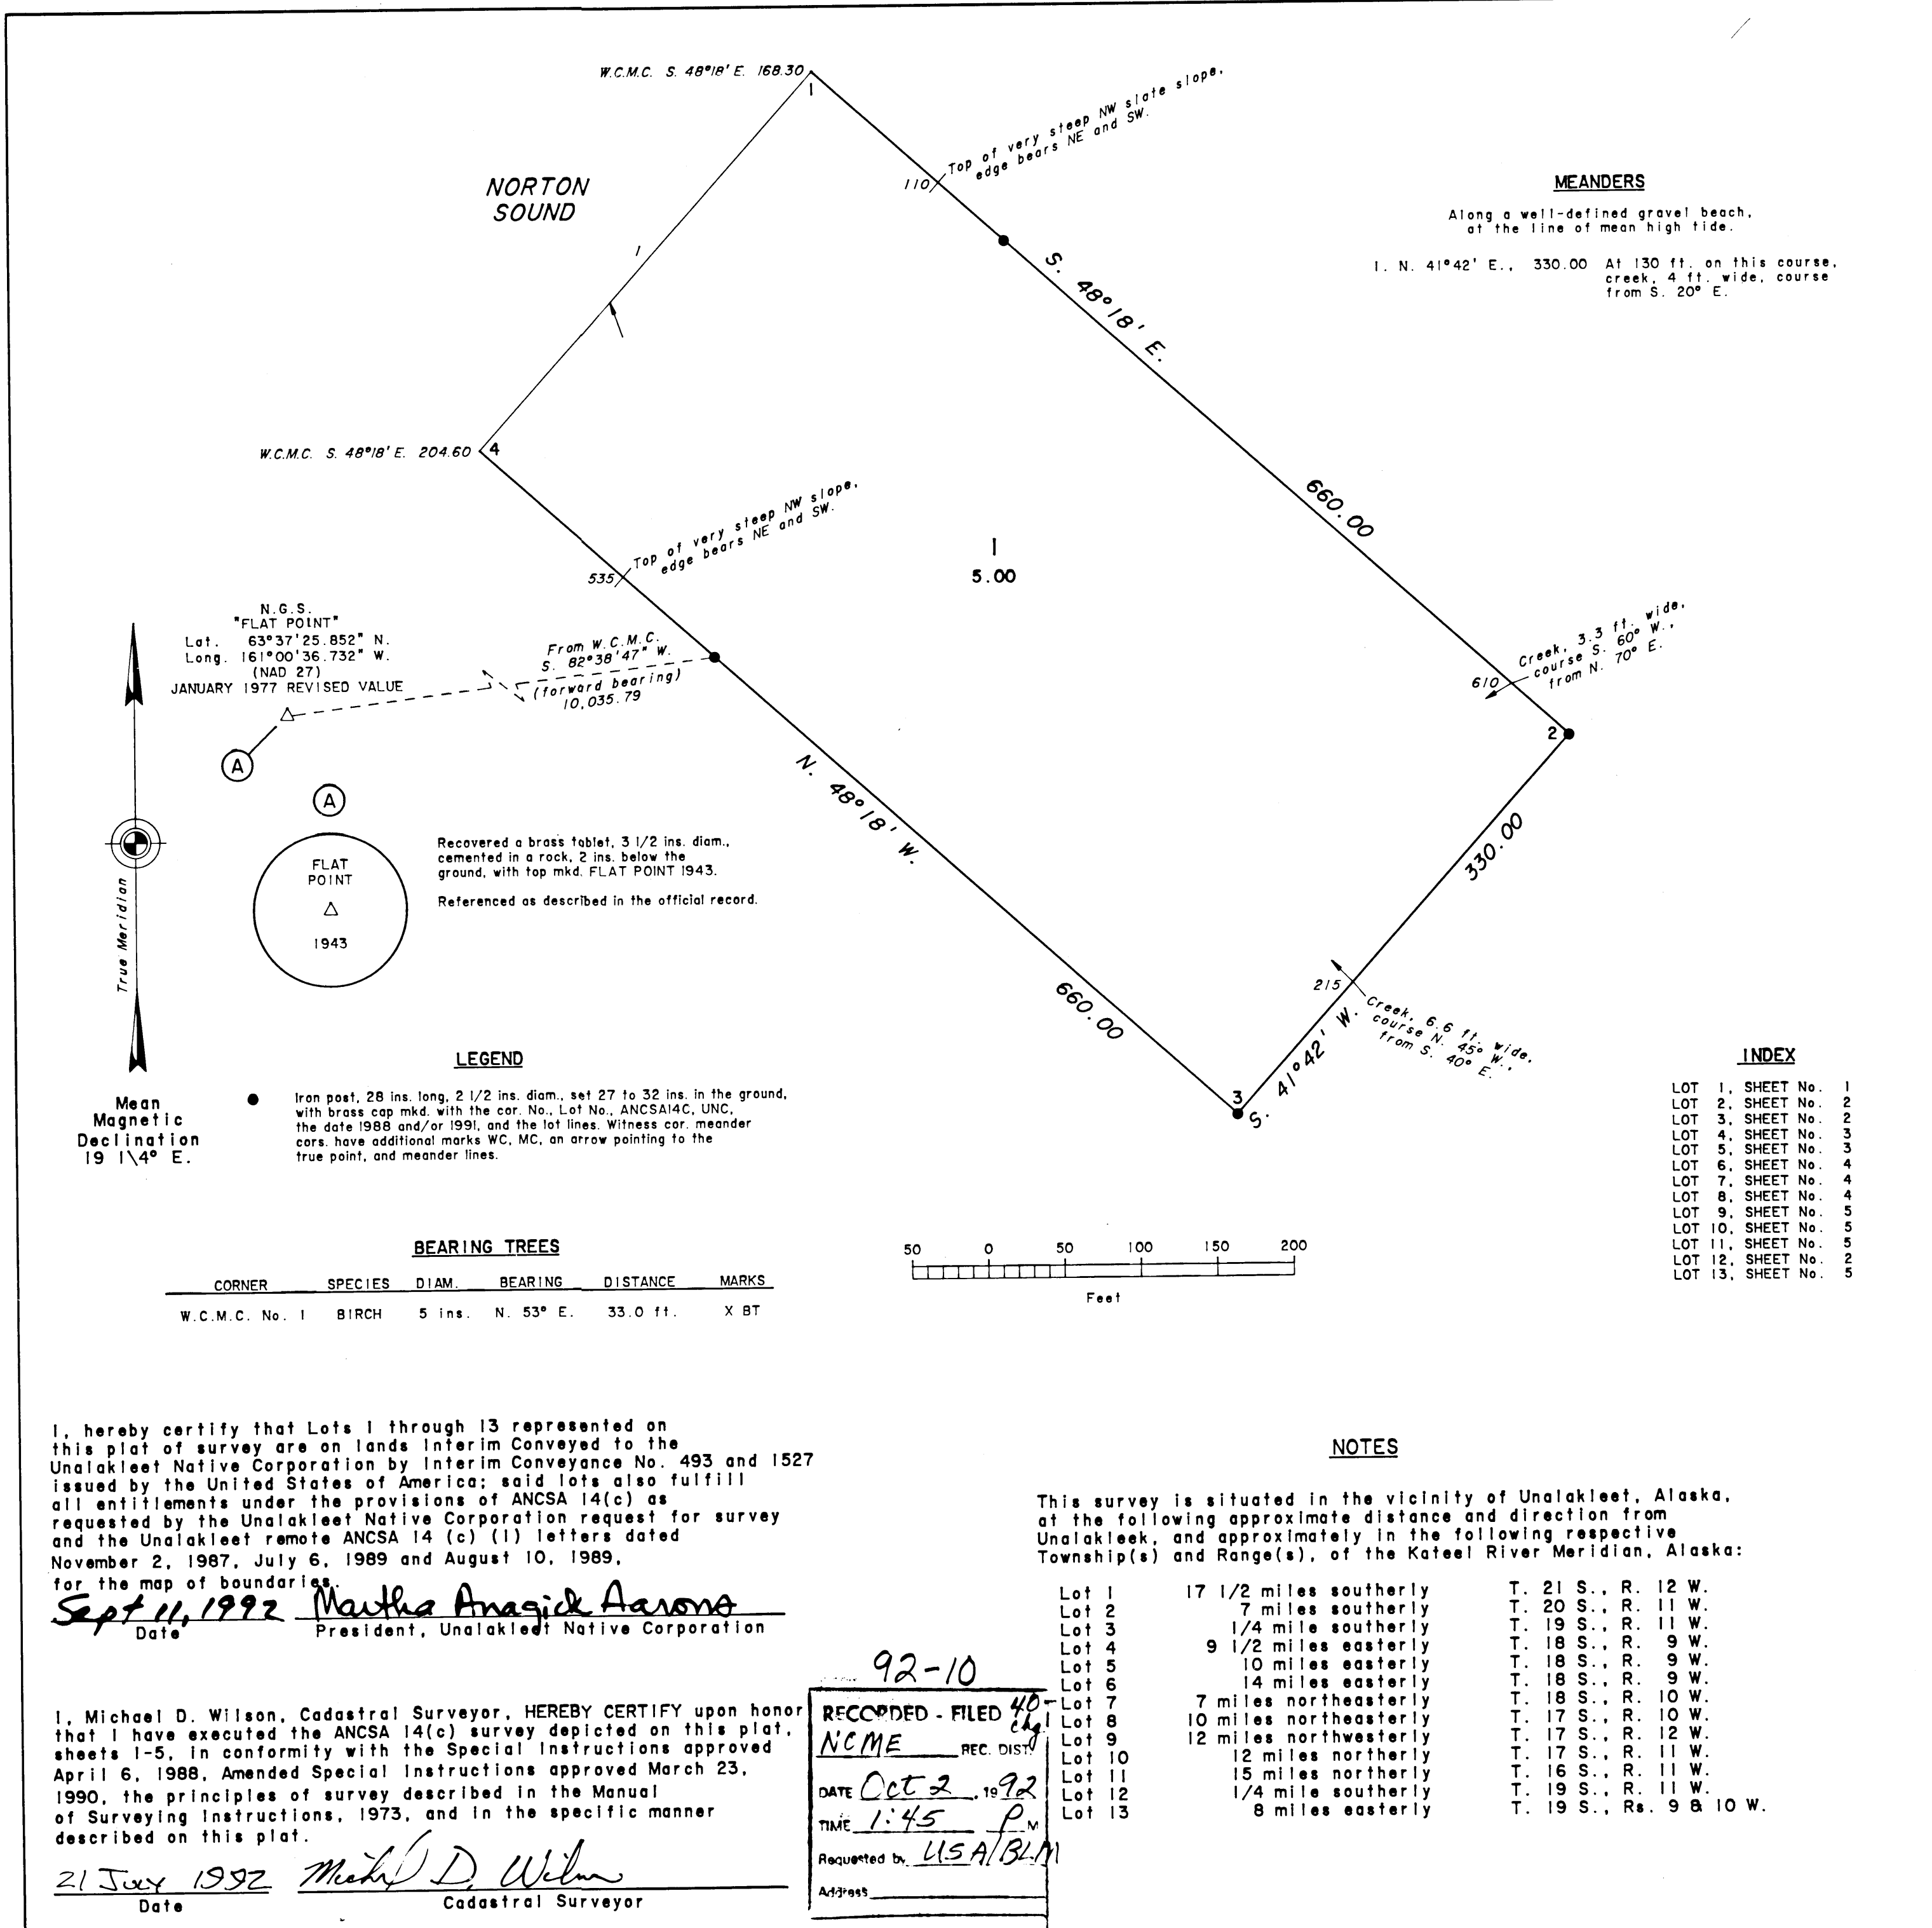 W.C.M.C. S. 48°18' E. 168.30
1
110
Top of very steep NW slate slope,
edge bears NE and SW.
NORTON
SOUND
1
MEANDERS
Along a well-defined gravel beach,
at the line of mean high tide.
1. N. 41°42' E., 330.00 At 130 ft. on this course,
creek, 4 ft. wide, course
from S. 20° E.
S. 48°18' E.
660.00
W.C.M.C. S. 48°18' E. 204.60
4
535
Top of very steep NW slope,
edge bears NE and SW.
1
5.00
N.G.S.
"FLAT POINT"
Lat. 63°37'25.852" N.
Long. 161°00'36.732" W.
(NAD 27)
JANUARY 1977 REVISED VALUE
From W.C.M.C.
S. 82°38'47" W.
(forward bearing)
10,035.79
610
Creek, 3.3 ft. wide,
course S. 60° W.,
from N. 70° E.
2
A
N. 48°18' W.
330.00
A
FLAT
POINT
1943
Recovered a brass tablet, 3 1/2 ins. diam.,
cemented in a rock, 2 ins. below the
ground, with top mkd. FLAT POINT 1943.
Referenced as described in the official record.
True Meridian
660.00
215
Creek, 6.6 ft. wide,
course N. 45° W.,
from S. 40° E.
S. 41°42' W.
3
Mean
Magnetic
Declination
19 1\4° E.
LEGEND
Iron post, 28 ins. long, 2 1/2 ins. diam., set 27 to 32 ins. in the ground,
with brass cap mkd. with the cor. No., Lot No., ANCSA14C, UNC,
the date 1988 and/or 1991, and the lot lines. Witness cor. meander
cors. have additional marks WC, MC, an arrow pointing to the
true point, and meander lines.
INDEX
LOT 1, SHEET No. 1
LOT 2, SHEET No. 2
LOT 3, SHEET No. 2
LOT 4, SHEET No. 3
LOT 5, SHEET No. 3
LOT 6, SHEET No. 4
LOT 7, SHEET No. 4
LOT 8, SHEET No. 4
LOT 9, SHEET No. 5
LOT 10, SHEET No. 5
LOT 11, SHEET No. 5
LOT 12, SHEET No. 2
LOT 13, SHEET No. 5
BEARING TREES
CORNER SPECIES DIAM. BEARING DISTANCE MARKS
W.C.M.C. No. 1 BIRCH 5 ins. N. 53° E. 33.0 ft. X BT
50 0 50 100 150 200
Feet
I, hereby certify that Lots 1 through 13 represented on
this plat of survey are on lands Interim Conveyed to the
Unalakleet Native Corporation by Interim Conveyance No. 493 and 1527
issued by the United States of America; said lots also fulfill
all entitlements under the provisions of ANCSA 14(c) as
requested by the Unalakleet Native Corporation request for survey
and the Unalakleet remote ANCSA 14 (c) (1) letters dated
November 2, 1987, July 6, 1989 and August 10, 1989,
for the map of boundaries.
Sept 11, 1992 Martha Anagick Aarons
Date President, Unalakleet Native Corporation
I, Michael D. Wilson, Cadastral Surveyor, HEREBY CERTIFY upon honor
that I have executed the ANCSA 14(c) survey depicted on this plat,
sheets 1-5, in conformity with the Special Instructions approved
April 6, 1988, Amended Special Instructions approved March 23,
1990, the principles of survey described in the Manual
of Surveying Instructions, 1973, and in the specific manner
described on this plat.
21 July 1992 Michael D. Wilson
Date Cadastral Surveyor
92-10
RECORDED - FILED 40-
chg
NCME REC. DIST.
DATE Oct 2, 1992
TIME 1:45 P M
Requested by USA/BLM
Address
NOTES
This survey is situated in the vicinity of Unalakleet, Alaska,
at the following approximate distance and direction from
Unalakleek, and approximately in the following respective
Township(s) and Range(s), of the Kateel River Meridian, Alaska:
Lot 1 17 1/2 miles southerly T. 21 S., R. 12 W.
Lot 2 7 miles southerly T. 20 S., R. 11 W.
Lot 3 1/4 mile southerly T. 19 S., R. 11 W.
Lot 4 9 1/2 miles easterly T. 18 S., R. 9 W.
Lot 5 10 miles easterly T. 18 S., R. 9 W.
Lot 6 14 miles easterly T. 18 S., R. 9 W.
Lot 7 7 miles northeasterly T. 18 S., R. 10 W.
Lot 8 10 miles northeasterly T. 17 S., R. 10 W.
Lot 9 12 miles northwesterly T. 17 S., R. 12 W.
Lot 10 12 miles northerly T. 17 S., R. 11 W.
Lot 11 15 miles northerly T. 16 S., R. 11 W.
Lot 12 1/4 mile southerly T. 19 S., R. 11 W.
Lot 13 8 miles easterly T. 19 S., Rs. 9 & 10 W.